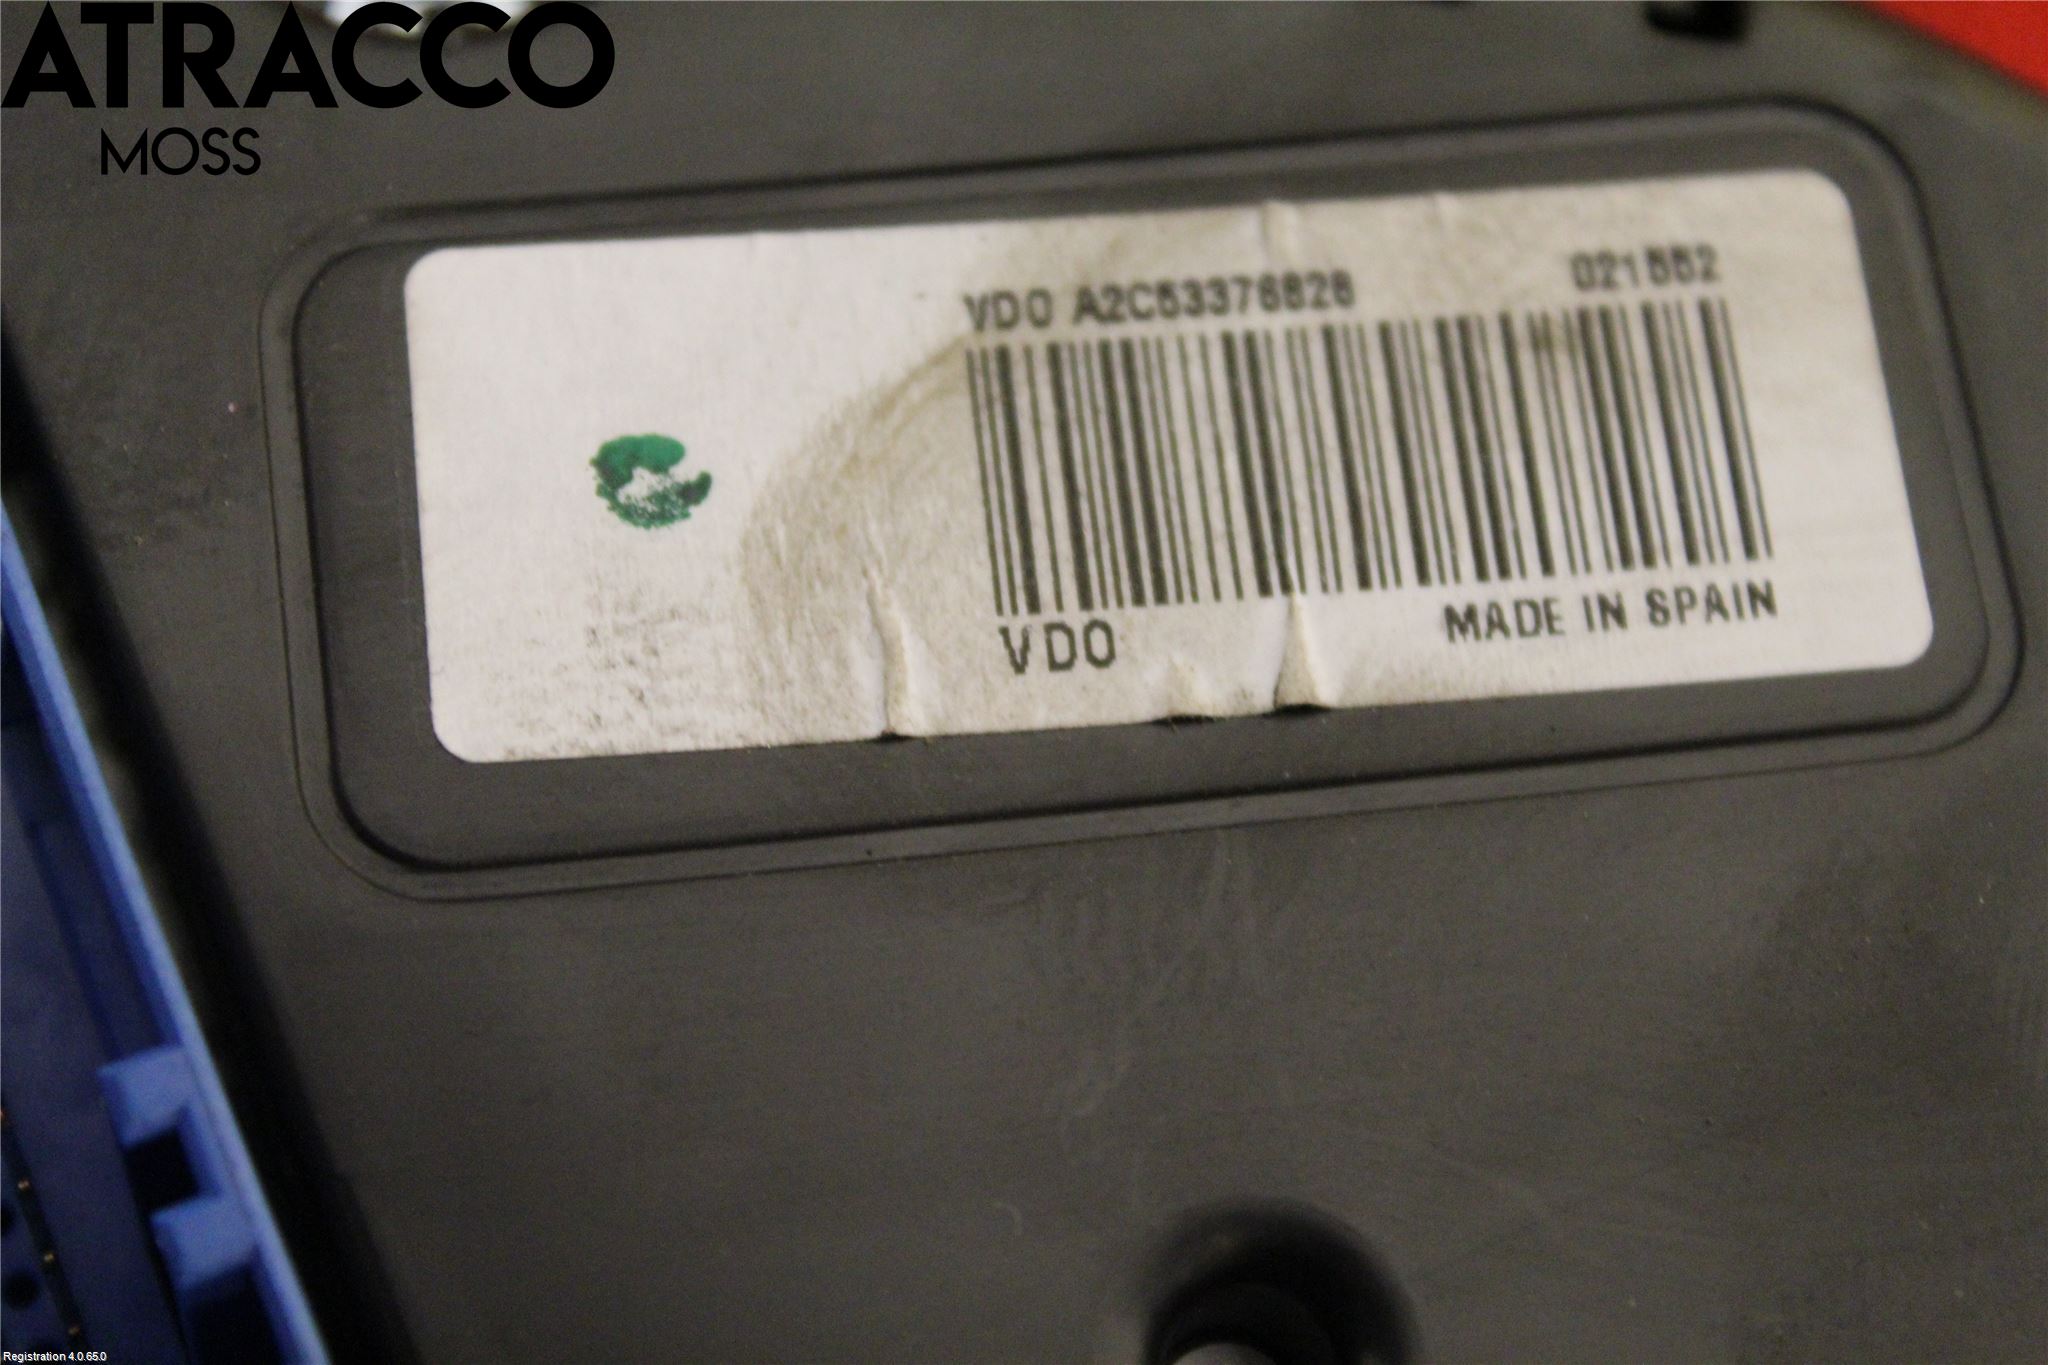 ATRACCO
MOSS
VDO A2C53376828 021552
VDO
MADE IN SPAIN
Registration 4.0.65.0